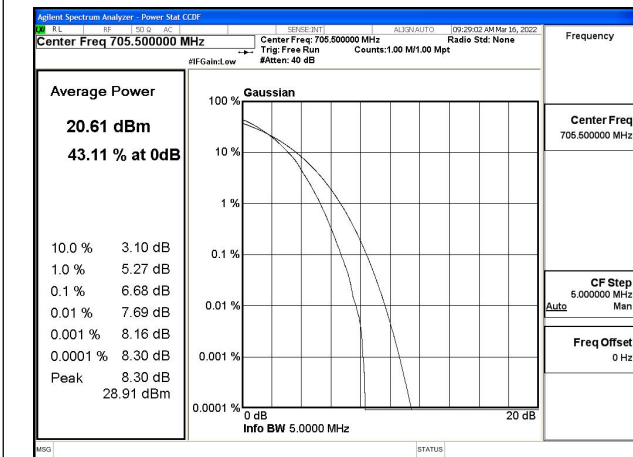 Agilent Spectrum Analyzer - Power Stat CCDF
RL RF 50 Ω AC SENSE:INT ALIGN AUTO 09:29:02 AM Mar 16, 2022
Center Freq 705.500000 MHz
Center Freq: 705.500000 MHz Radio Std: None
Trig: Free Run Counts:1.00 M/1.00 Mpt
#IFGain:Low #Atten: 40 dB
Frequency
Average Power
20.61 dBm
43.11 % at 0dB
10.0 % 3.10 dB
1.0 % 5.27 dB
0.1 % 6.68 dB
0.01 % 7.69 dB
0.001 % 8.16 dB
0.0001 % 8.30 dB
Peak 8.30 dB
28.91 dBm
Gaussian
100 %
10 %
1 %
0.1 %
0.01 %
0.001 %
0.0001 %
0 dB 20 dB
Info BW 5.0000 MHz
Center Freq
705.500000 MHz
CF Step
5.000000 MHz
Auto Man
Freq Offset
0 Hz
MSG STATUS